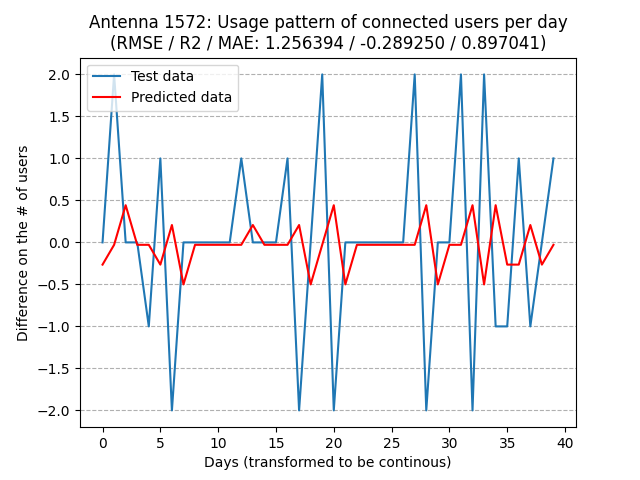 Antenna 1572: Usage pattern of connected users per day
(RMSE / R2 / MAE: 1.256394 / -0.289250 / 0.897041)
Test data
Predicted data
Difference on the # of users
2.0
1.5
1.0
0.5
0.0
−0.5
−1.0
−1.5
−2.0
0 5 10 15 20 25 30 35 40
Days (transformed to be continous)